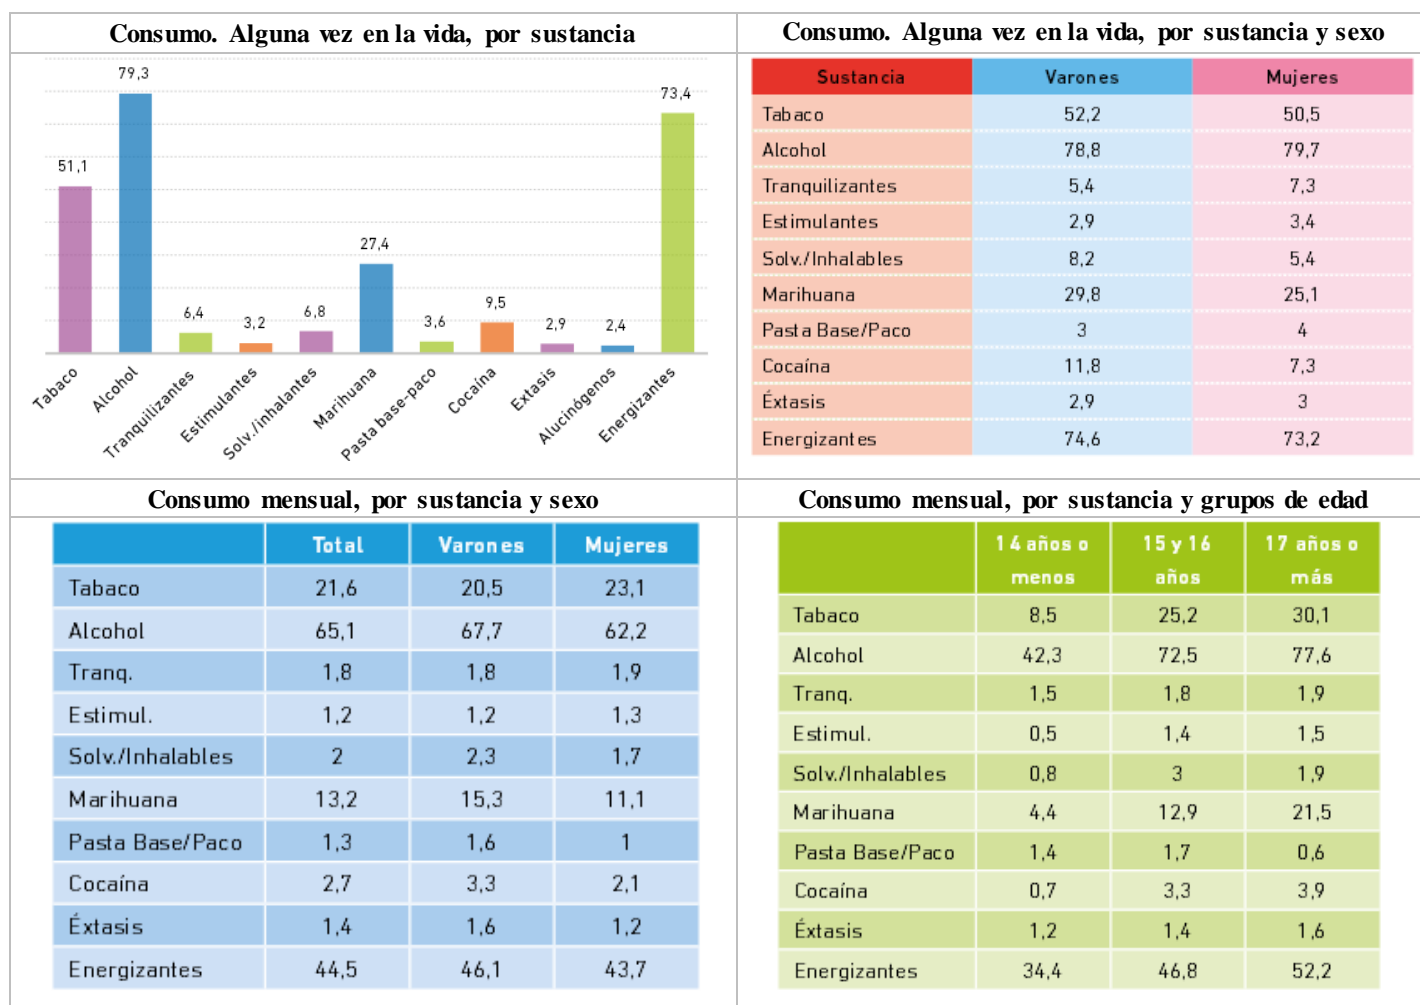 Consumo. Alguna vez en la vida, por sustancia
79,3
73,4
51,1
27,4
6,4
3,2
6,8
3,6
9,5
2,9
2,4
Tabaco
Alcohol
Tranquilizantes
Estimulantes
Solv./inhalantes
Marihuana
Pasta base-paco
Cocaína
Extasis
Alucinógenos
Energizantes
Consumo. Alguna vez en la vida, por sustancia y sexo
Sustancia Varones Mujeres
Tabaco 52,2 50,5
Alcohol 78,8 79,7
Tranquilizantes 5,4 7,3
Estimulantes 2,9 3,4
Solv./Inhalables 8,2 5,4
Marihuana 29,8 25,1
Pasta Base/Paco 3 4
Cocaína 11,8 7,3
Éxtasis 2,9 3
Energizantes 74,6 73,2
Consumo mensual, por sustancia y sexo
Total Varones Mujeres
Tabaco 21,6 20,5 23,1
Alcohol 65,1 67,7 62,2
Tranq. 1,8 1,8 1,9
Estimul. 1,2 1,2 1,3
Solv./Inhalables 2 2,3 1,7
Marihuana 13,2 15,3 11,1
Pasta Base/Paco 1,3 1,6 1
Cocaína 2,7 3,3 2,1
Éxtasis 1,4 1,6 1,2
Energizantes 44,5 46,1 43,7
Consumo mensual, por sustancia y grupos de edad
14 años o 15 y 16 17 años o
menos años más
Tabaco 8,5 25,2 30,1
Alcohol 42,3 72,5 77,6
Tranq. 1,5 1,8 1,9
Estimul. 0,5 1,4 1,5
Solv./Inhalables 0,8 3 1,9
Marihuana 4,4 12,9 21,5
Pasta Base/Paco 1,4 1,7 0,6
Cocaína 0,7 3,3 3,9
Éxtasis 1,2 1,4 1,6
Energizantes 34,4 46,8 52,2